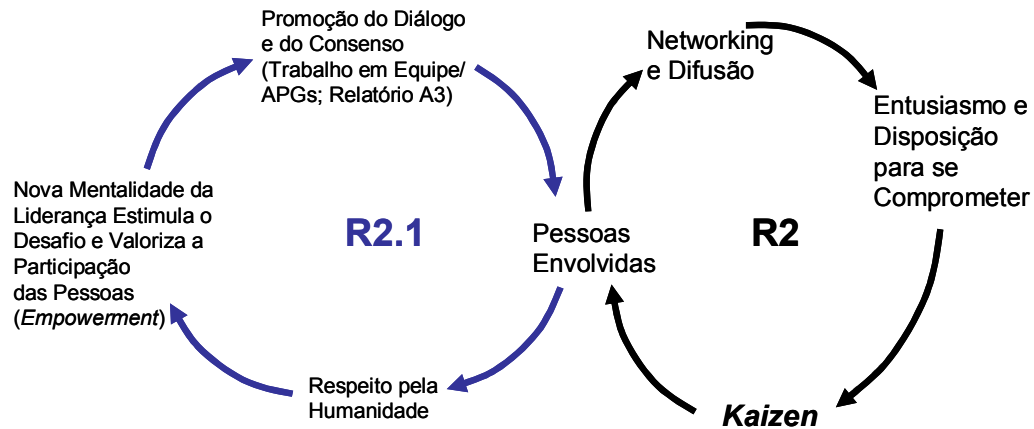 Promoção do Diálogo
e do Consenso
(Trabalho em Equipe/
APGs; Relatório A3)
Networking
e Difusão
Entusiasmo e
Disposição
para se
Comprometer
Nova Mentalidade da
Liderança Estimula o
Desafio e Valoriza a
Participação
das Pessoas
(Empowerment)
R2.1
Pessoas
Envolvidas
R2
Respeito pela
Humanidade
Kaizen